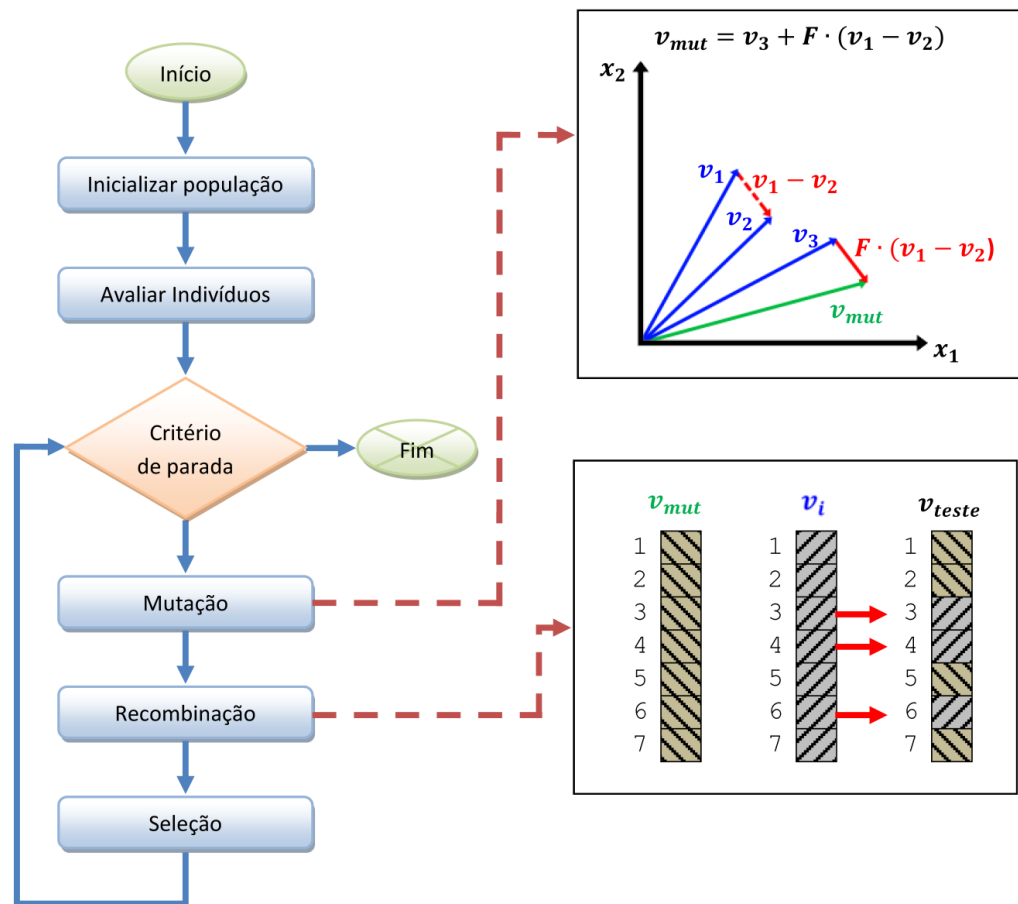 Início
Inicializar população
Avaliar Indivíduos
Critério
de parada
Fim
Mutação
Recombinação
Seleção
v_mut = v_3 + F · (v_1 − v_2)
x_2
v_1
v_1 − v_2
v_2
v_3
F · (v_1 − v_2)
v_mut
x_1
v_mut v_i v_teste
1 1 1
2 2 2
3 3 3
4 4 4
5 5 5
6 6 6
7 7 7